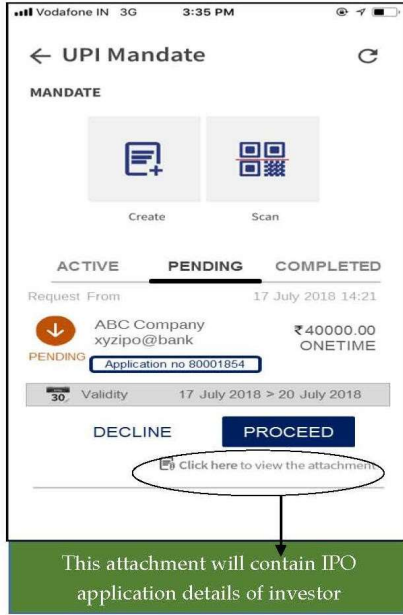 Vodafone IN 3G 3:35 PM
← UPI Mandate
MANDATE
Create Scan
ACTIVE PENDING COMPLETED
Request From 17 July 2018 14:21
ABC Company ₹40000.00
xyzipo@bank ONETIME
PENDING Application no 80001854
30 Validity 17 July 2018 > 20 July 2018
DECLINE PROCEED
Click here to view the attachment
This attachment will contain IPO
application details of investor